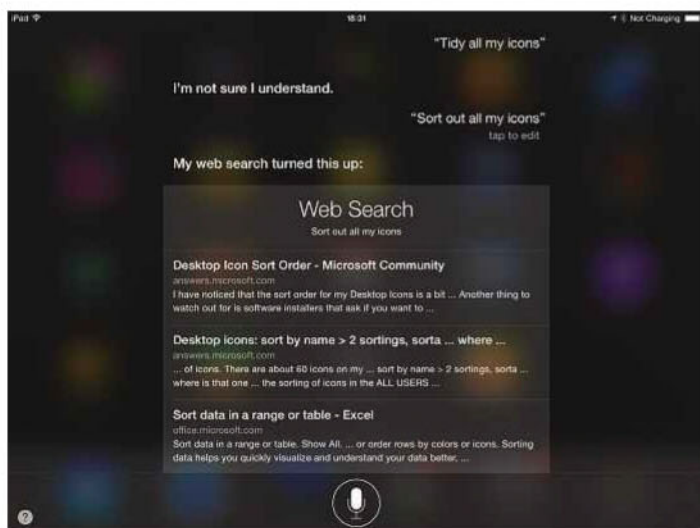 iPad
18:31
Not Charging
“Tidy all my icons”
I'm not sure I understand.
“Sort out all my icons”
tap to edit
My web search turned this up:
Web Search
Sort out all my icons
Desktop Icon Sort Order - Microsoft Community
answers.microsoft.com
I have noticed that the sort order for my Desktop Icons is a bit ... Another thing to
watch out for is software installers that ask if you want to ...
Desktop icons: sort by name > 2 sortings, sorta ... where ...
answers.microsoft.com
... of icons. There are about 60 icons on my ... sort by name > 2 sortings, sorta ...
where is that one ... the sorting of icons in the ALL USERS ...
Sort data in a range or table - Excel
office.microsoft.com
Sort data in a range or table. Show All. ... or order rows by colors or icons. Sorting
data helps you quickly visualize and understand your data better, ...
?